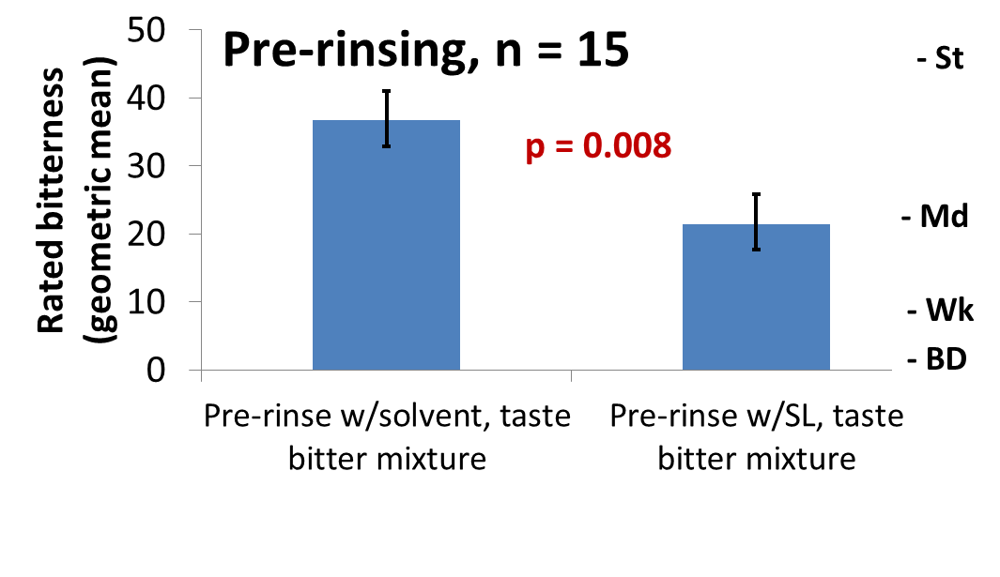 Pre-rinsing, n = 15
Rated bitterness
(geometric mean)
50
40
30
20
10
0
p = 0.008
- St
- Md
- Wk
- BD
Pre-rinse w/solvent, taste
bitter mixture
Pre-rinse w/SL, taste
bitter mixture